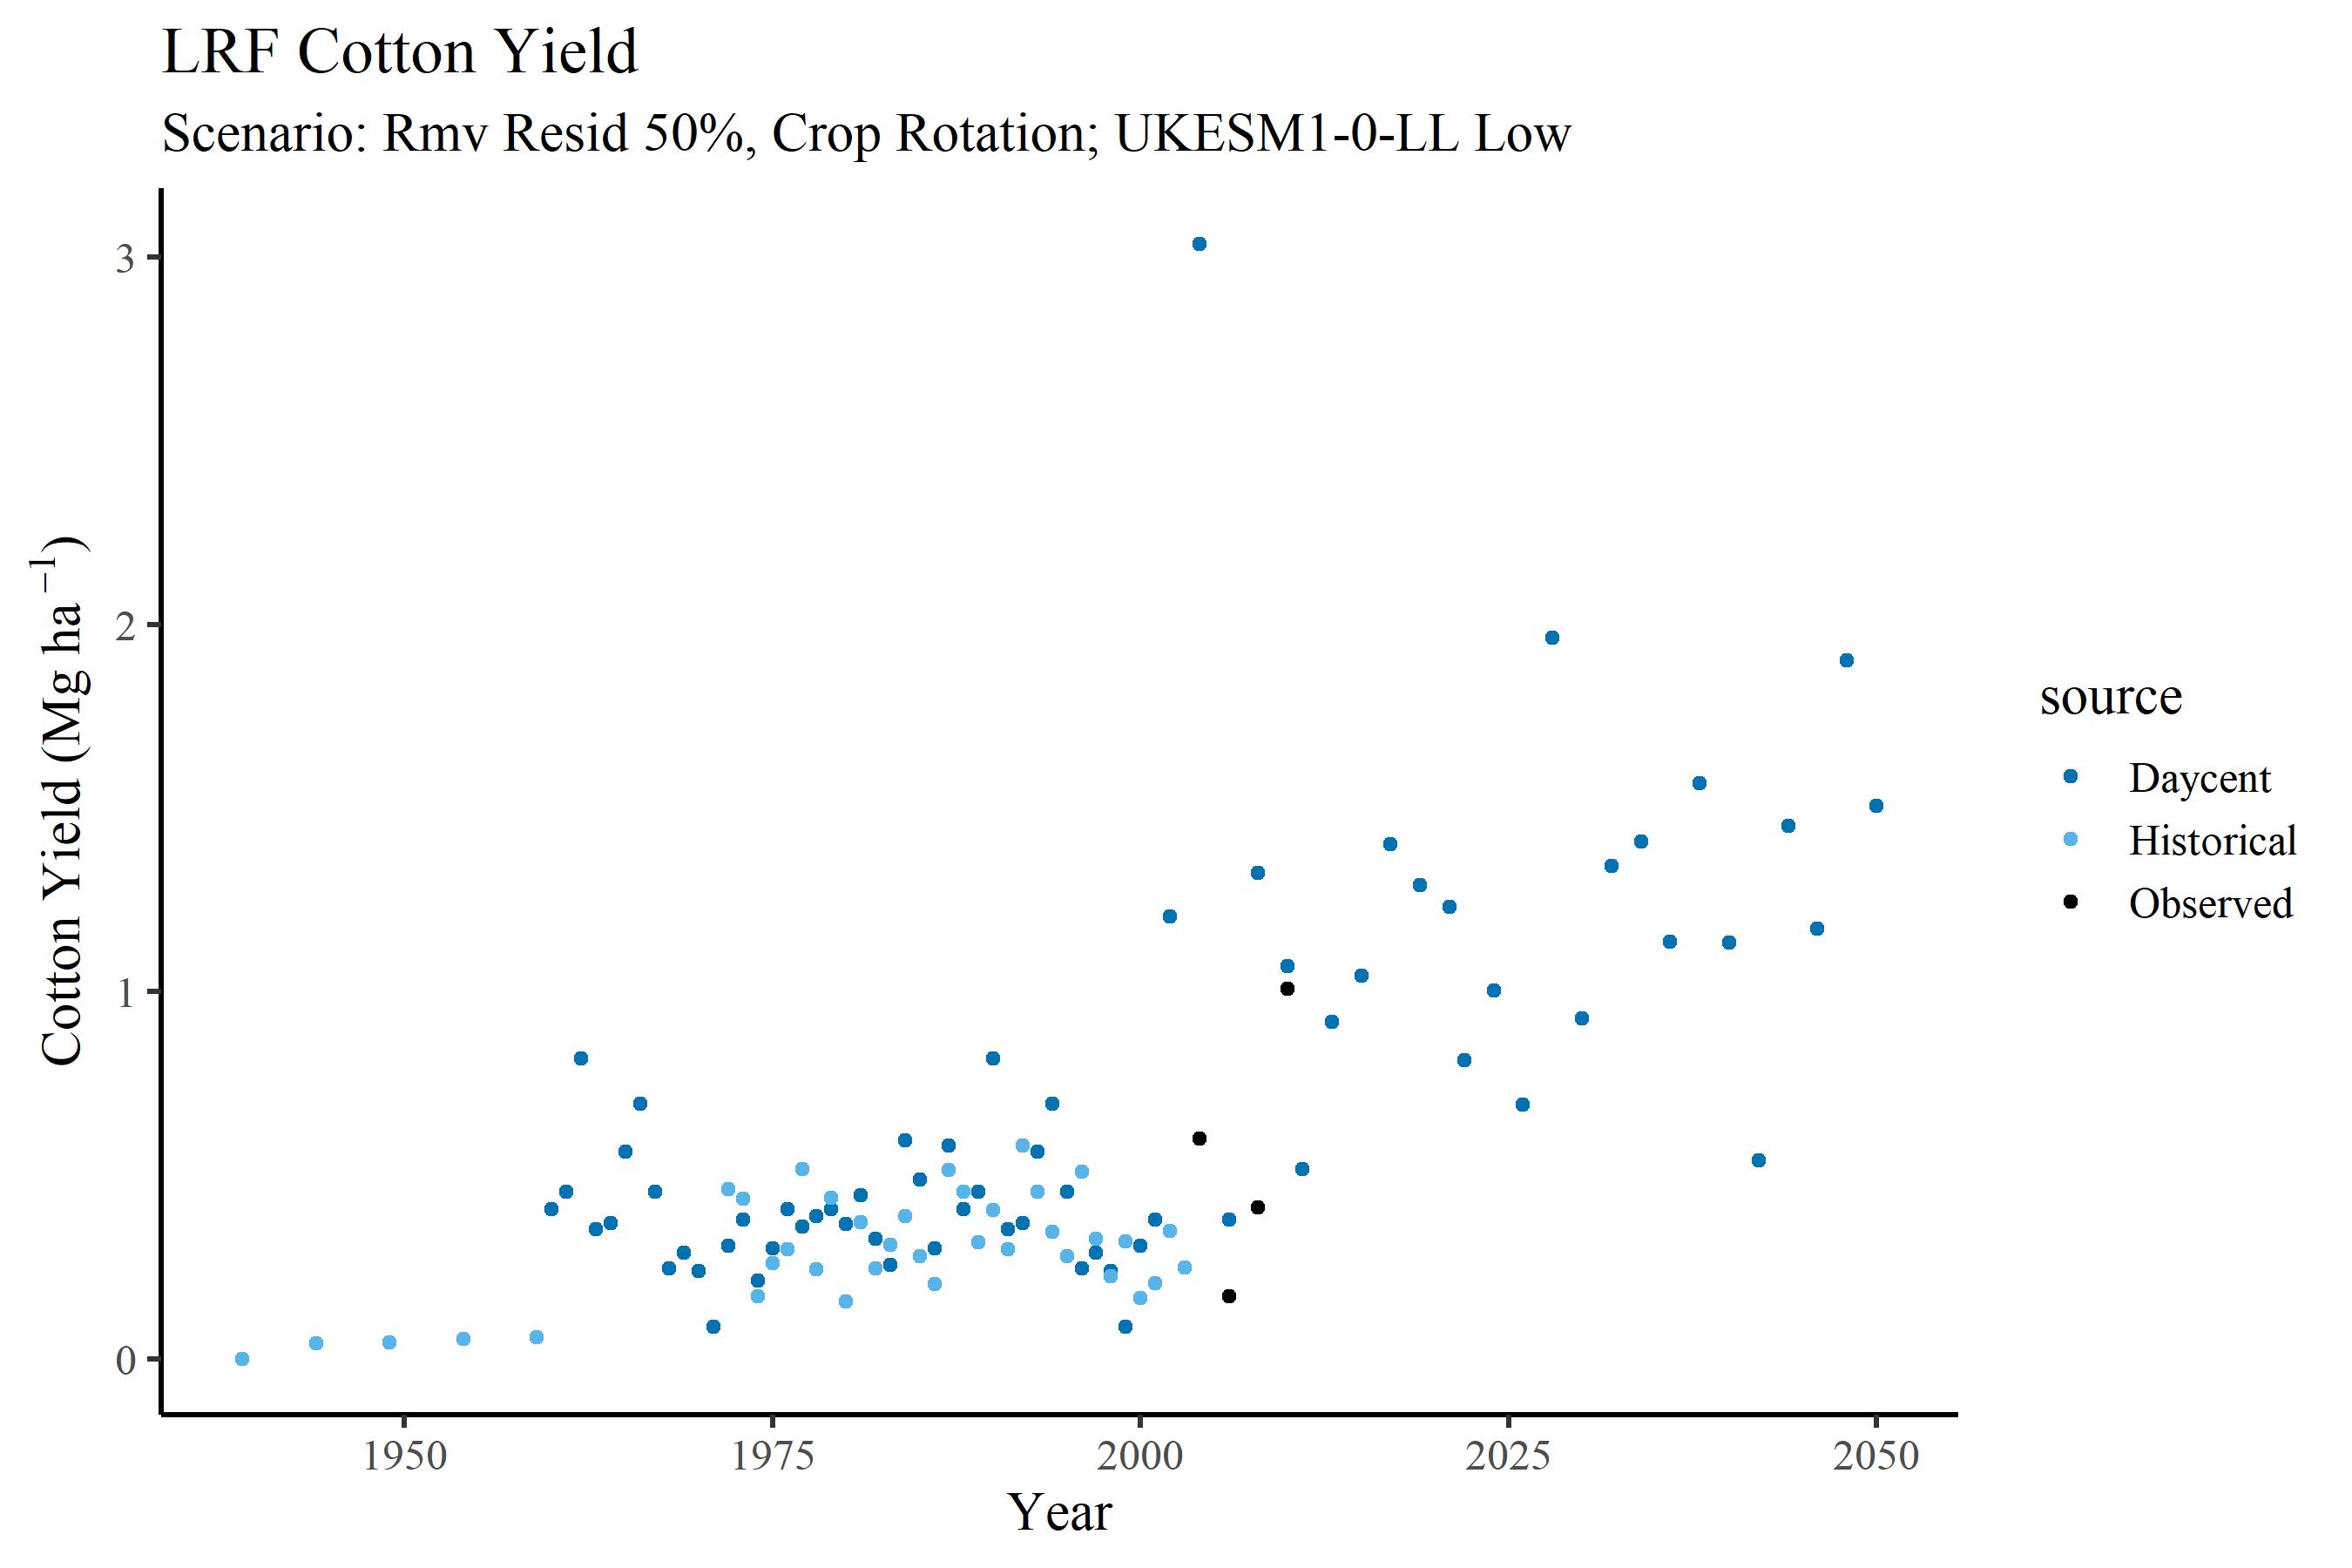 LRF Cotton Yield
Scenario: Rmv Resid 50%, Crop Rotation; UKESM1-0-LL Low
Cotton Yield (Mg ha⁻¹)
3
2
1
0
1950 1975 2000 2025 2050
Year
source
Daycent
Historical
Observed